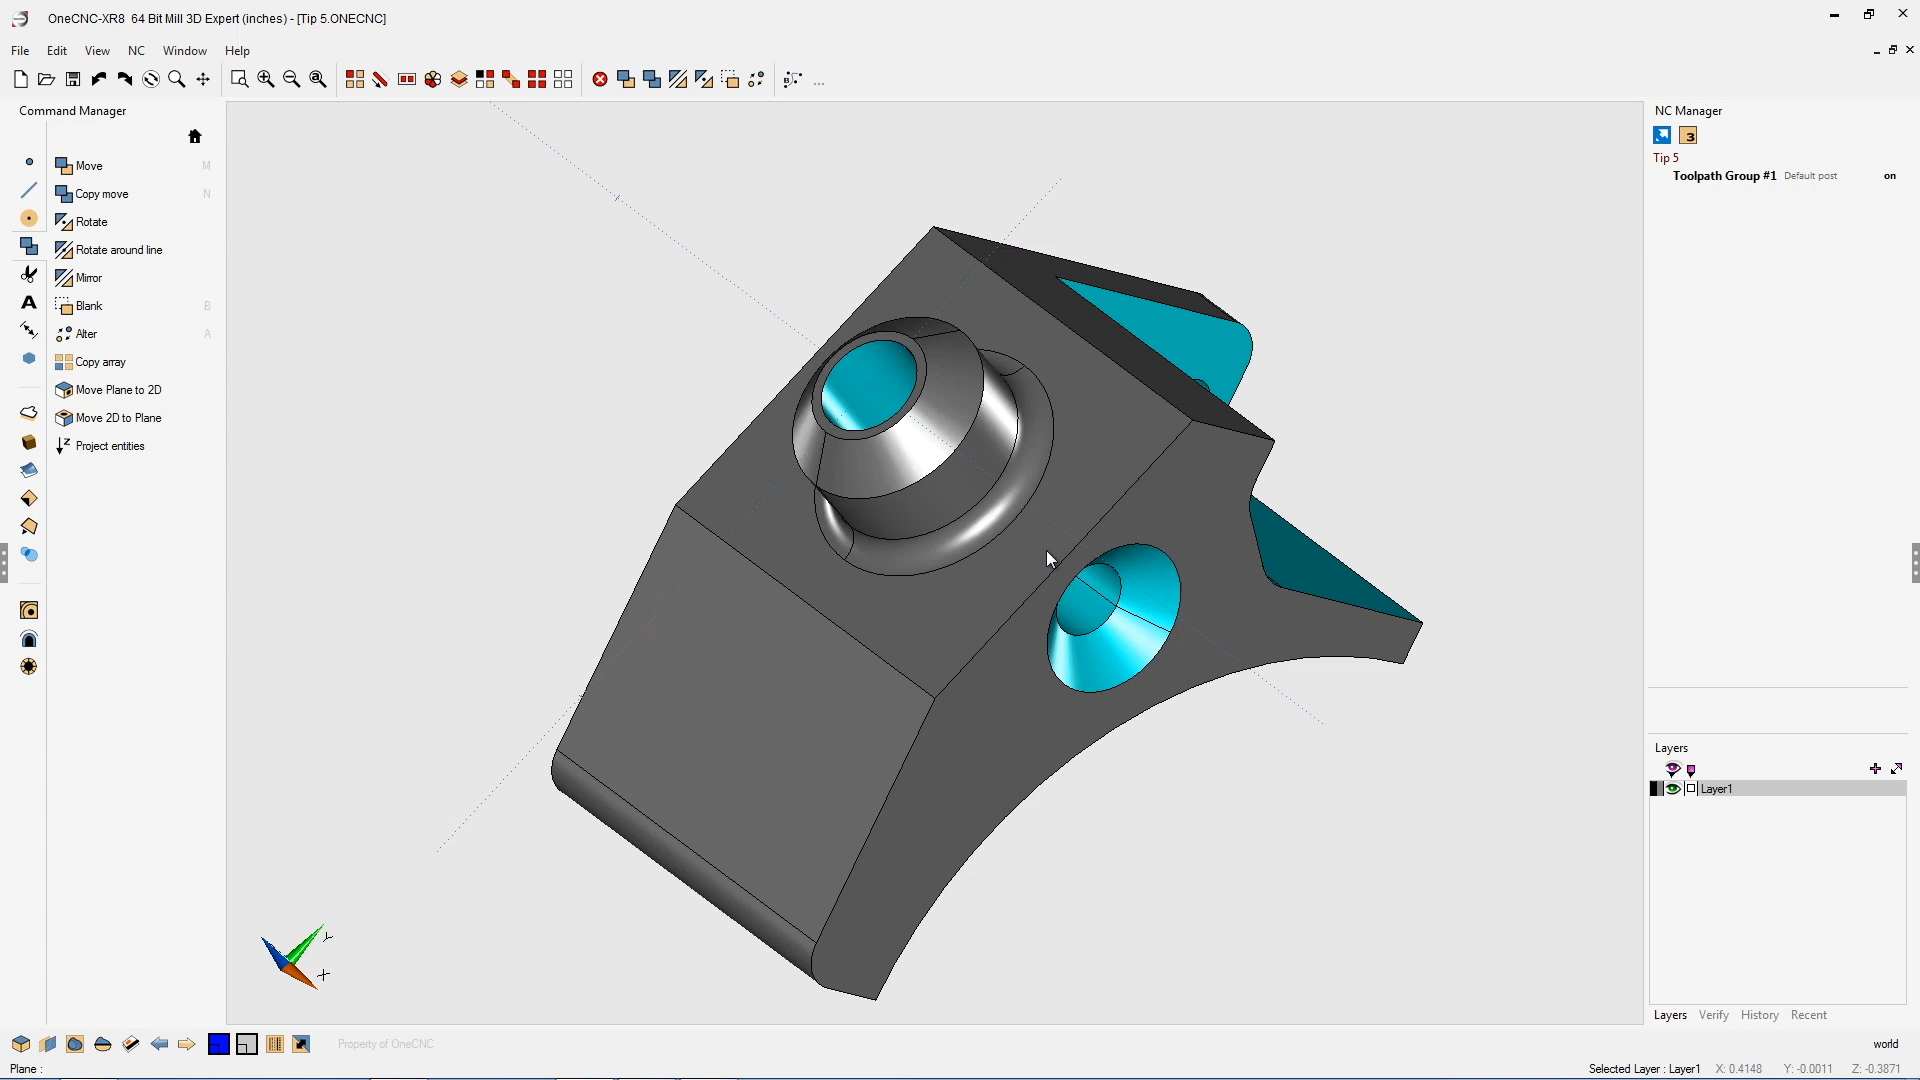 OneCNC-XR8 64 Bit Mill 3D Expert (inches) - [Tip 5.ONECNC]
File Edit View NC Window Help
Command Manager
Move M
Copy move N
Rotate
Rotate around line
Mirror
Blank B
Alter A
Copy array
Move Plane to 2D
Move 2D to Plane
Project entities
NC Manager
3
Tip 5
Toolpath Group #1 Default post on
Layers
Layer1
Layers Verify History Recent
Y
X
Property of OneCNC
world
Plane :
Selected Layer : Layer1 X: 0.4148 Y: -0.0011 Z: -0.3871